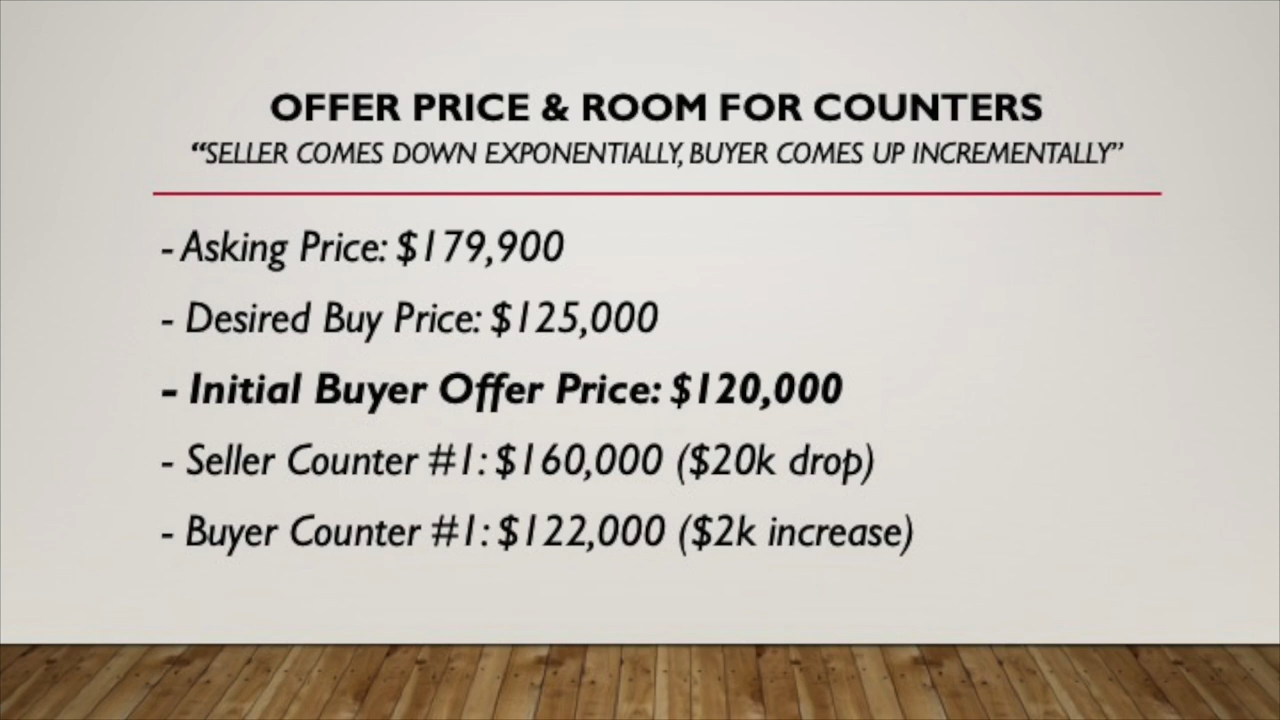 OFFER PRICE & ROOM FOR COUNTERS
“SELLER COMES DOWN EXPONENTIALLY, BUYER COMES UP INCREMENTALLY”
- Asking Price: $179,900
- Desired Buy Price: $125,000
- Initial Buyer Offer Price: $120,000
- Seller Counter #1: $160,000 ($20k drop)
- Buyer Counter #1: $122,000 ($2k increase)